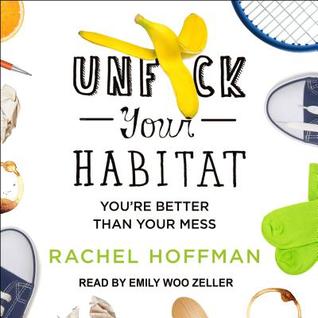 UNF CK
Your
HABITAT
YOU'RE BETTER
THAN YOUR MESS
RACHEL HOFFMAN
READ BY EMILY WOO ZELLER